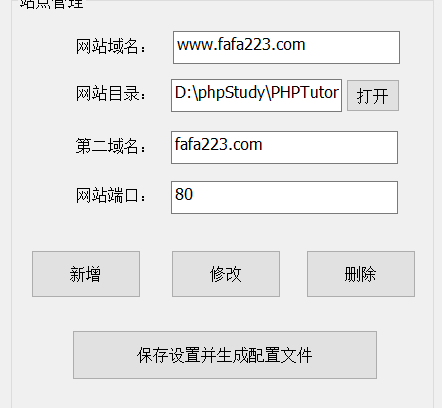 站点管理
网站域名：
www.fafa223.com
网站目录：
D:\phpStudy\PHPTutor
打开
第二域名：
fafa223.com
网站端口：
80
新增
修改
删除
保存设置并生成配置文件